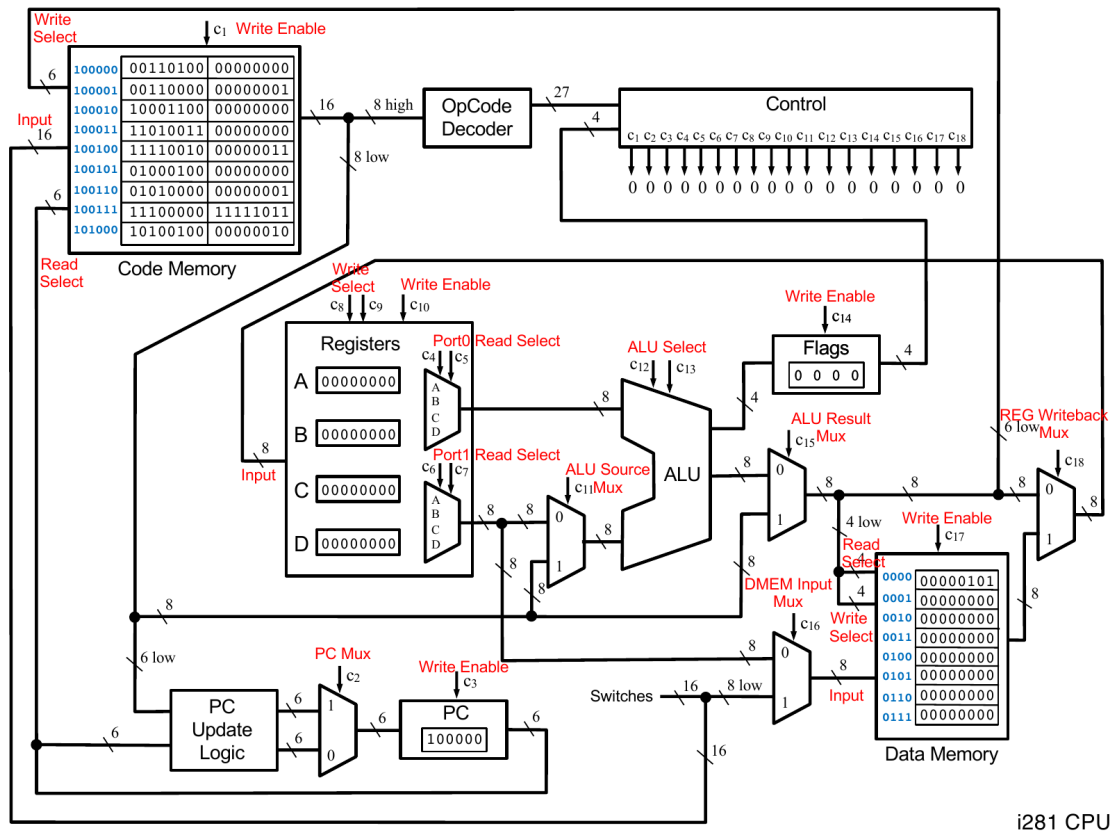 Write
Select
c1 Write Enable
6
Input
16
6
Read
Select
100000 00110100 00000000
100001 00110000 00000001
100010 10001100 00000000
100011 11010011 00000000
100100 11110010 00000011
100101 01000100 00000000
100110 01010000 00000001
100111 11100000 11111011
101000 10100100 00000010
Code Memory
16
8 high
8 low
OpCode
Decoder
27
4
Control
c1 c2 c3 c4 c5 c6 c7 c8 c9 c10 c11 c12 c13 c14 c15 c16 c17 c18
0 0 0 0 0 0 0 0 0 0 0 0 0 0 0 0 0 0
Write
Select
c8 c9
Write Enable
c10
Registers
A 00000000
B 00000000
C 00000000
D 00000000
8
Input
Port0 Read Select
c4 c5
A
B
C
D
Port1 Read Select
c6 c7
A
B
C
D
8
8
8
8
ALU Source
Mux
c11
0
1
8
8
ALU Select
c12 c13
ALU
4
8
Write Enable
c14
Flags
0 0 0 0
4
ALU Result
Mux
c15
0
1
8
8
8
4 low
6 low
8
REG Writeback
Mux
c18
0
1
8
8
Write Enable
c17
Read
Select
4
4
Write
Select
0000 00000101
0001 00000000
0010 00000000
0011 00000000
0100 00000000
0101 00000000
0110 00000000
0111 00000000
Data Memory
DMEM Input
Mux
c16
0
1
8
8
Input
Switches
16
8 low
16
8
6 low
6
PC
Update
Logic
6
6
PC Mux
c2
1
0
6
Write Enable
c3
PC
100000
6
i281 CPU